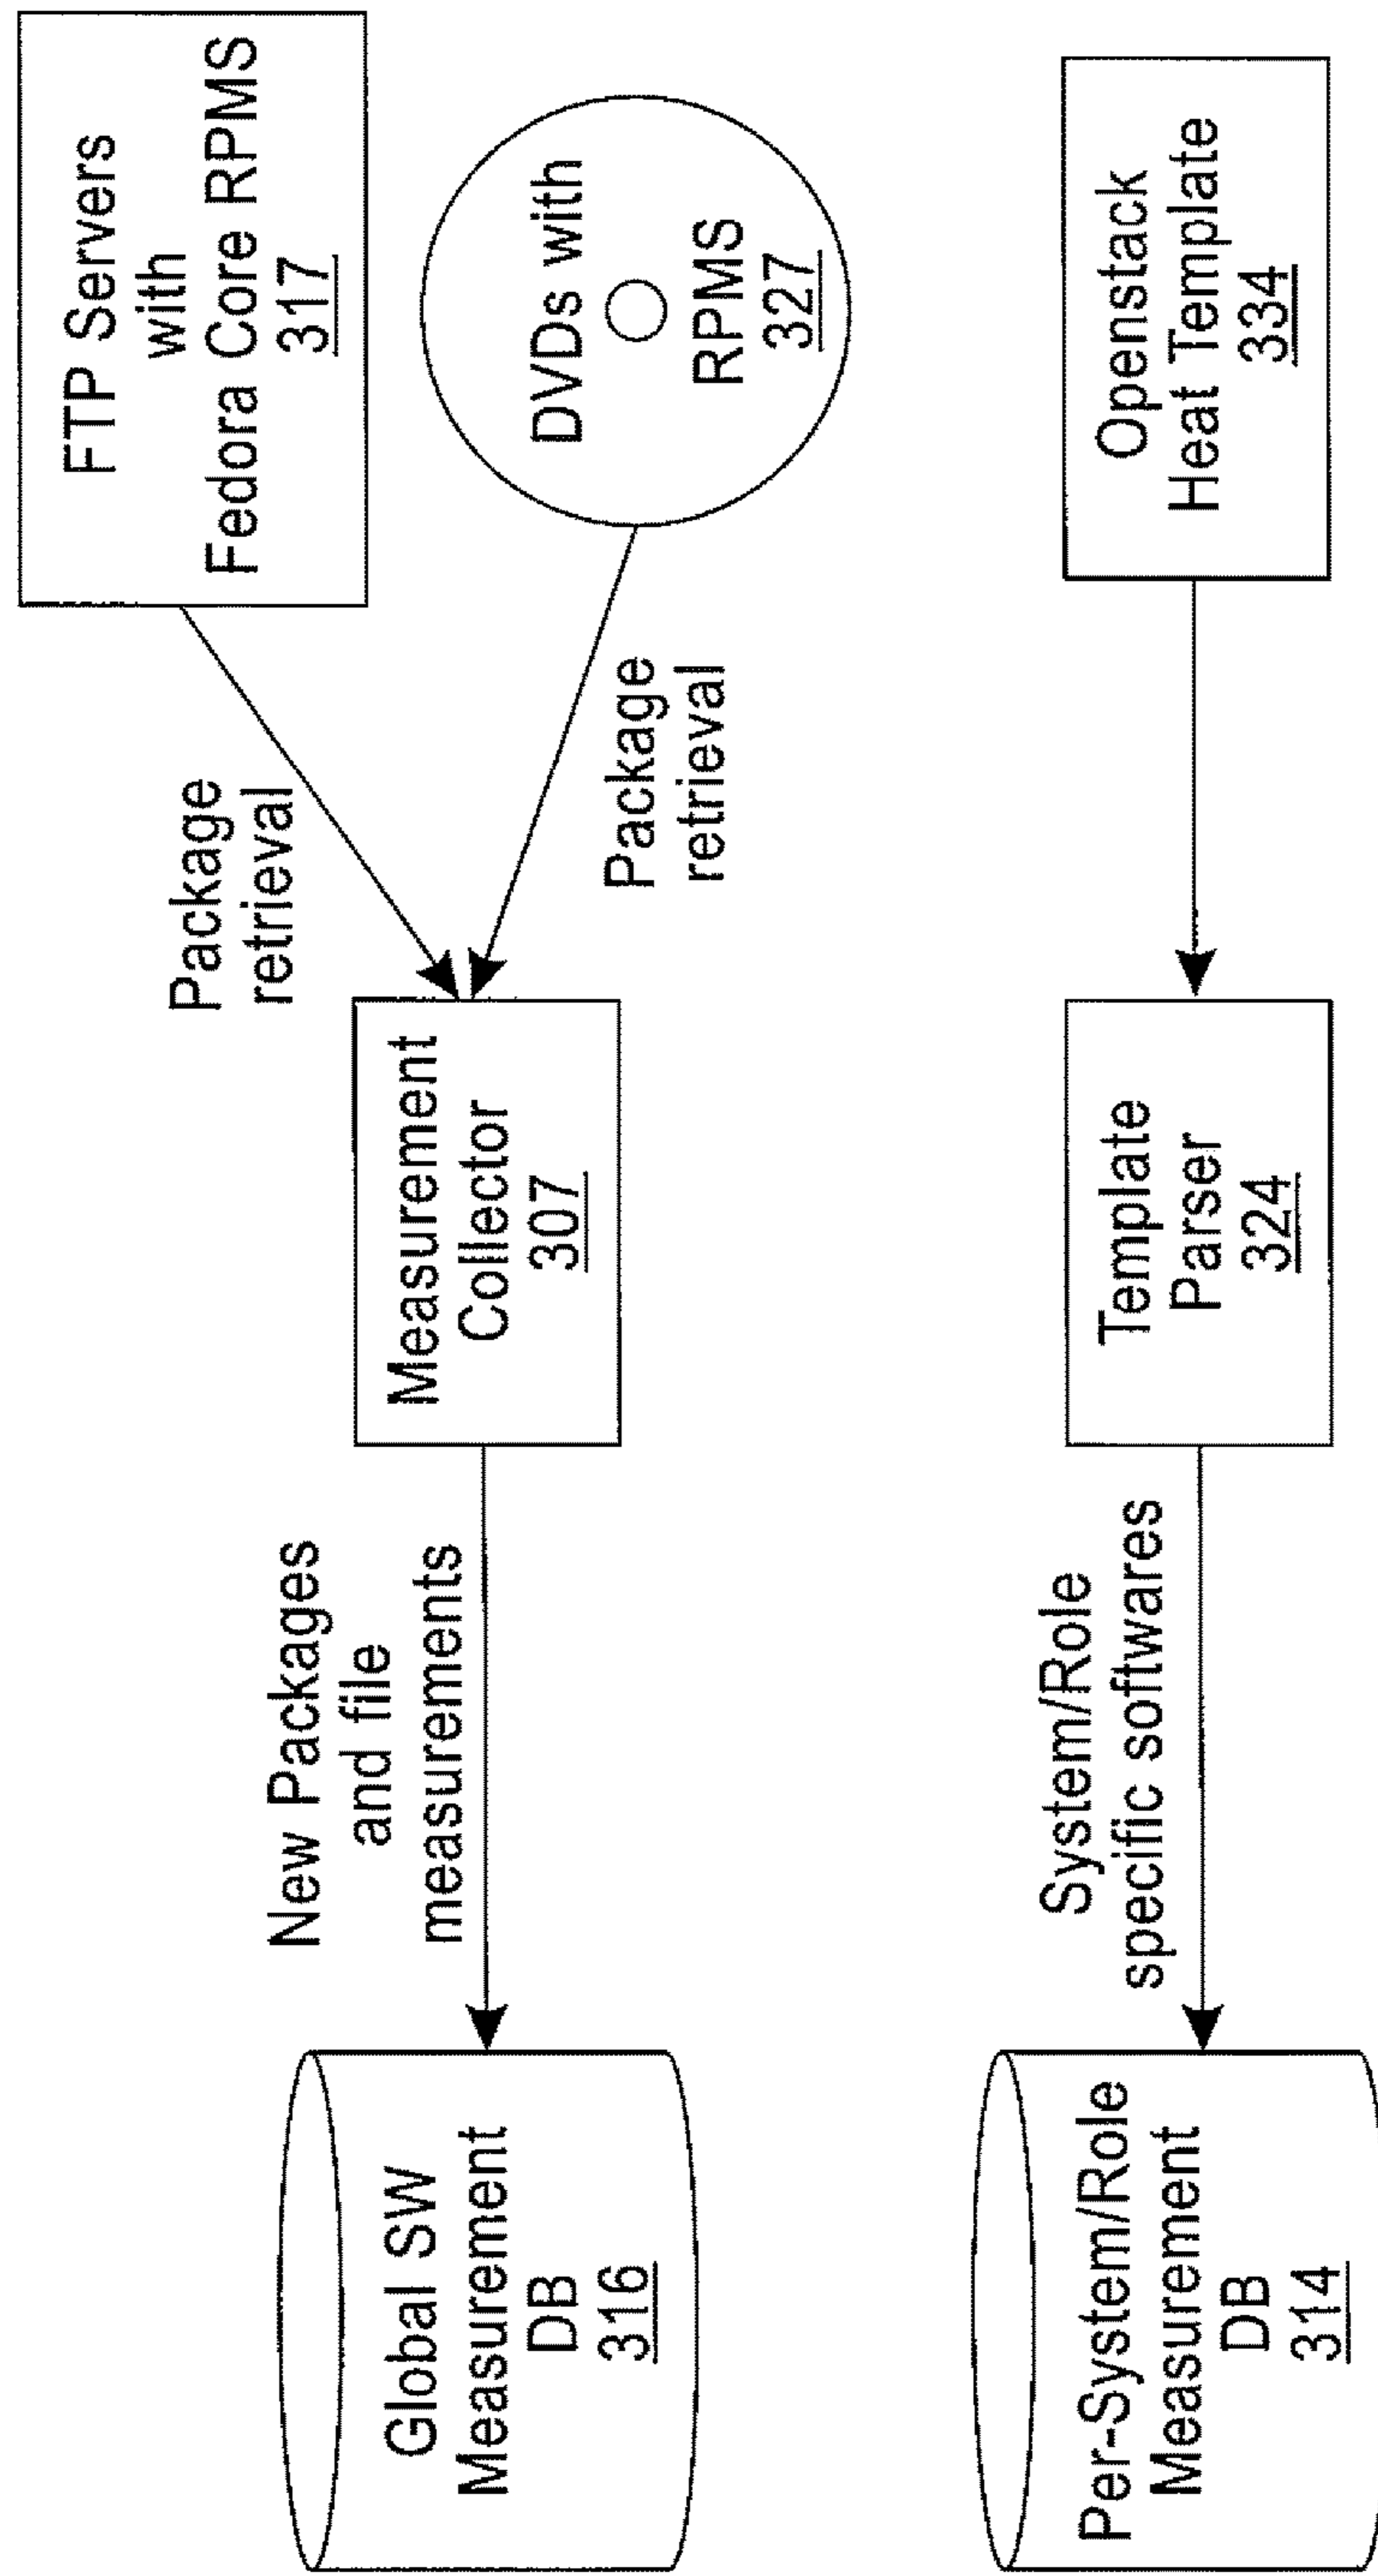 Global SW
Measurement
DB
316
New Packages
and file
measurements
Measurement
Collector
307
Package
retrieval
FTP Servers
with
Fedora Core RPMS
317
Package
retrieval
DVDs with
RPMS
327
Per-System/Role
Measurement
DB
314
System/Role
specific softwares
Template
Parser
324
Openstack
Heat Template
334